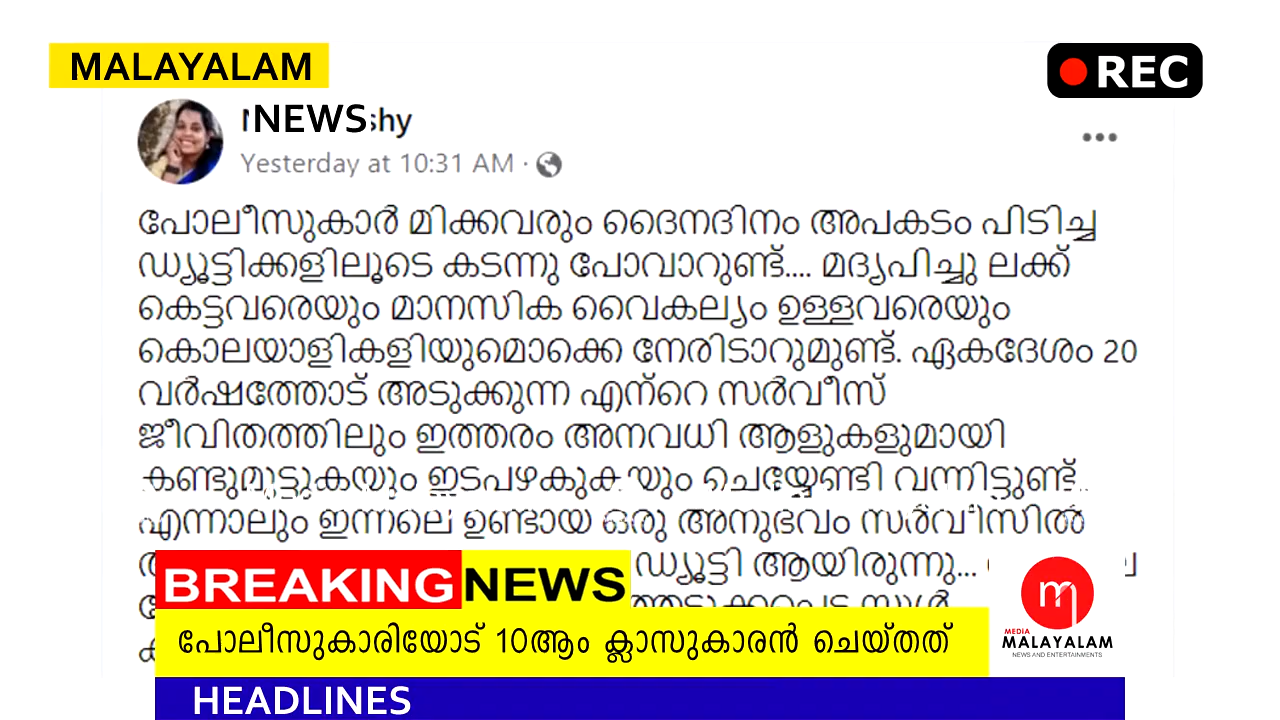 MALAYALAM
REC
NEWS
shy
Yesterday at 10:31 AM ·
പോലീസുകാർ മിക്കവരും ദൈനദിനം അപകടം പിടിച്ച
ഡ്യൂട്ടിക്കളിലൂടെ കടന്നു പോവാറുണ്ട്.... മദ്യപിച്ചു ലക്ക്
കെട്ടവരെയും മാനസിക വൈകല്യം ഉള്ളവരെയും
കൊലയാളികളിയുമൊക്കെ നേരിടാറുമുണ്ട്. ഏകദേശം 20
വർഷത്തോട് അടുക്കുന്ന എന്റെ സർവീസ്
ജീവിതത്തിലും ഇത്തരം അനവധി ആളുകളുമായി
കണ്ടുമുട്ടുകയും ഇടപഴകുകയും ചെയ്യേണ്ടി വന്നിട്ടുണ്ട്
എന്നാലും ഇന്നലെ ഉണ്ടായ ഒരു അനുഭവം സർവീസിൽ
ഡ്യൂട്ടി ആയിരുന്നു...
BREAKING NEWS
പോലീസുകാരിയോട് 10ആം ക്ലാസുകാരൻ ചെയ്തത്
m
MEDIA
MALAYALAM
NEWS AND ENTERTAINMENTS
HEADLINES